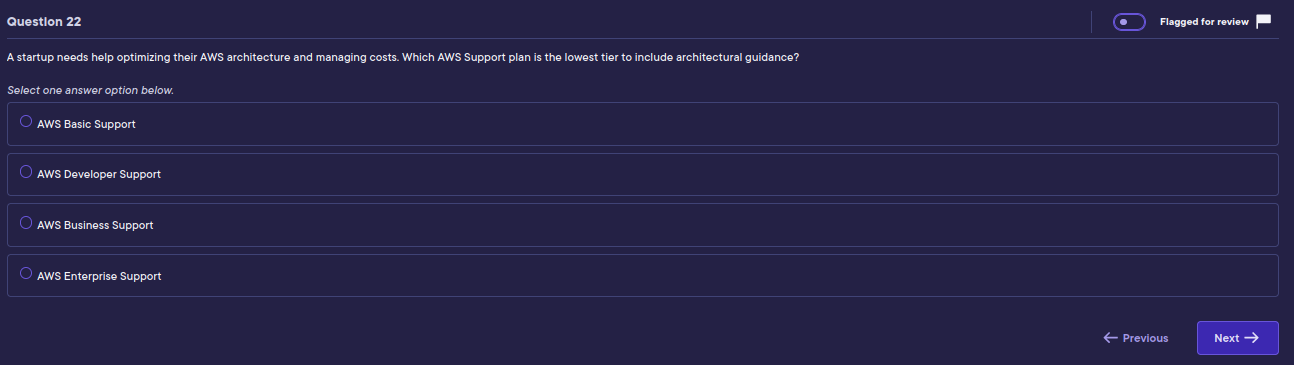 Question 22
Flagged for review
A startup needs help optimizing their AWS architecture and managing costs. Which AWS Support plan is the lowest tier to include architectural guidance?
Select one answer option below.
AWS Basic Support
AWS Developer Support
AWS Business Support
AWS Enterprise Support
← Previous
Next →